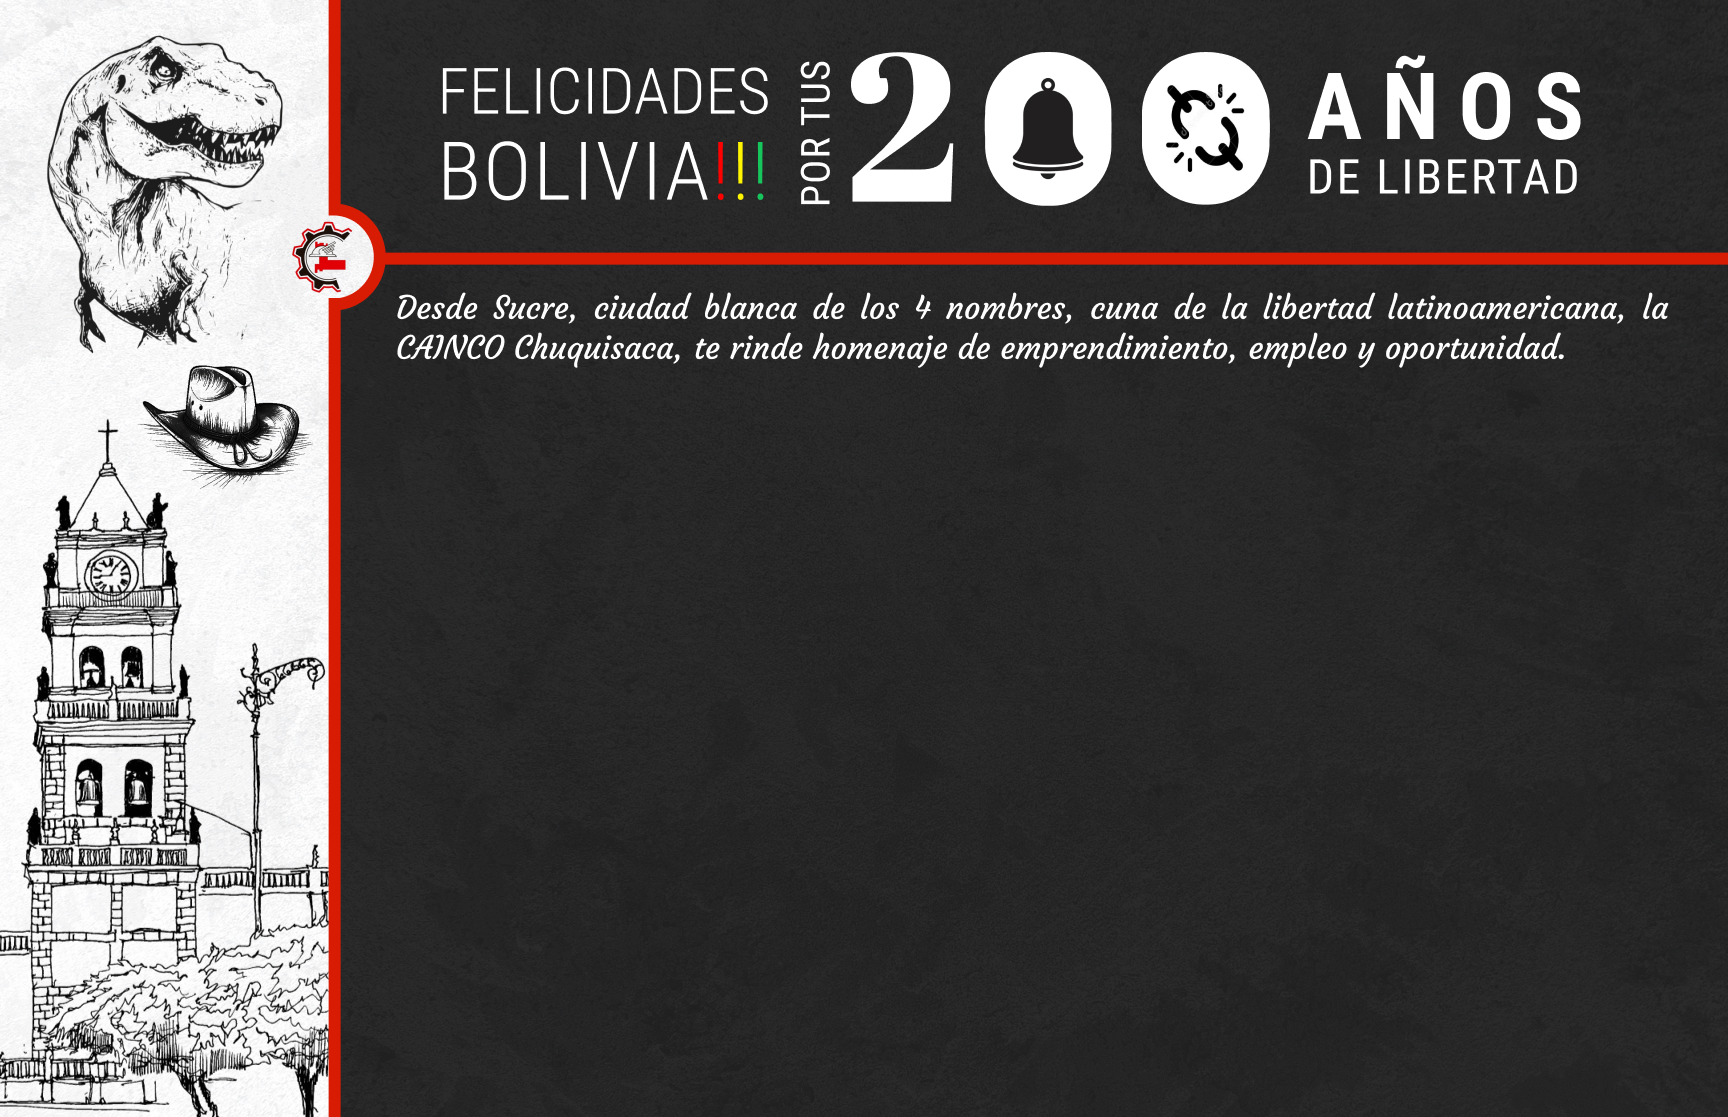 FELICIDADES
BOLIVIA!!!
POR TUS
200
AÑOS
DE LIBERTAD
Desde Sucre, ciudad blanca de los 4 nombres, cuna de la libertad latinoamericana, la
CAINCO Chuquisaca, te rinde homenaje de emprendimiento, empleo y oportunidad.